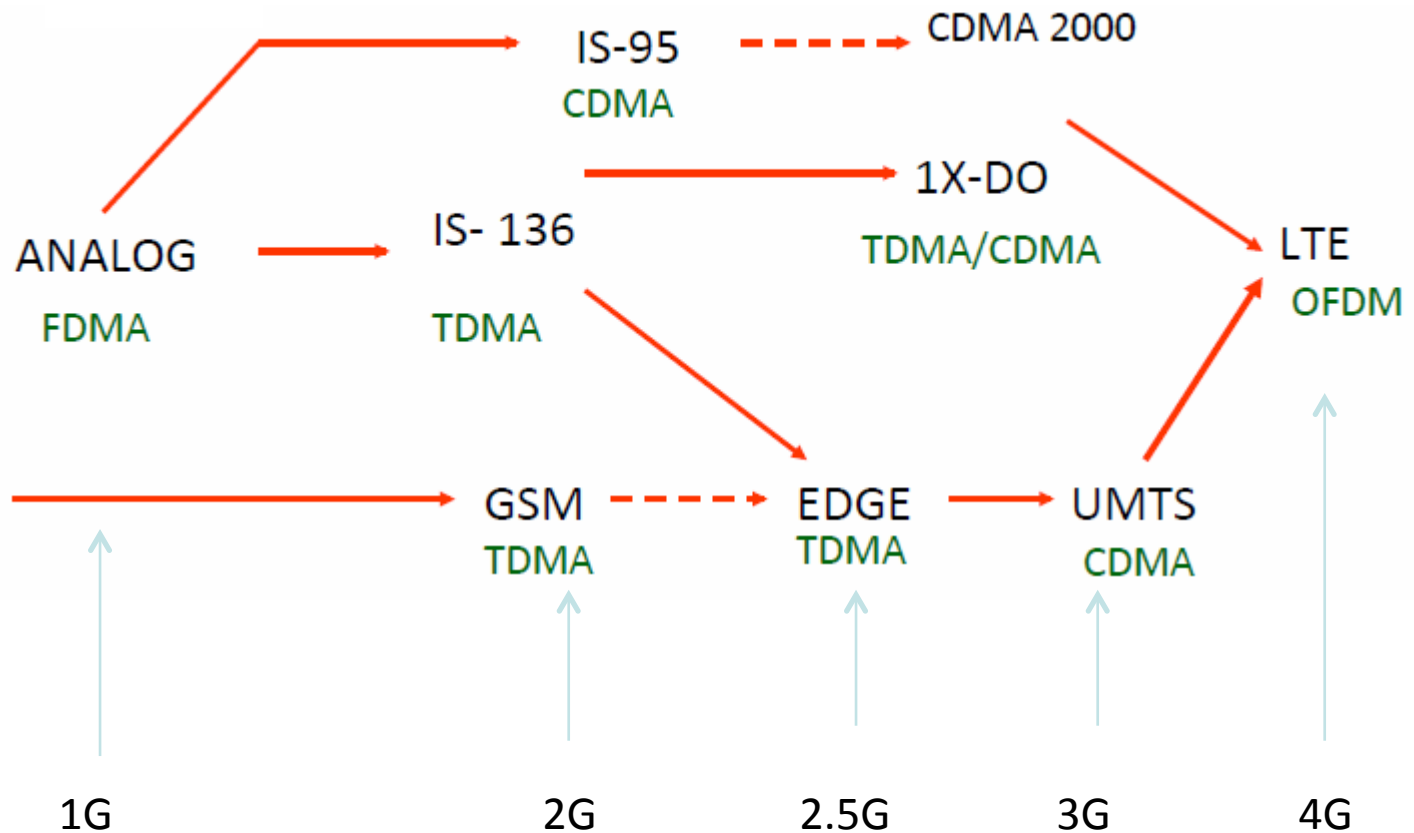 IS-95
CDMA 2000
CDMA
1X-DO
IS- 136
TDMA/CDMA
LTE
ANALOG
OFDM
FDMA
TDMA
GSM
EDGE
UMTS
TDMA
TDMA
CDMA
1G
2G
2.5G
3G
4G